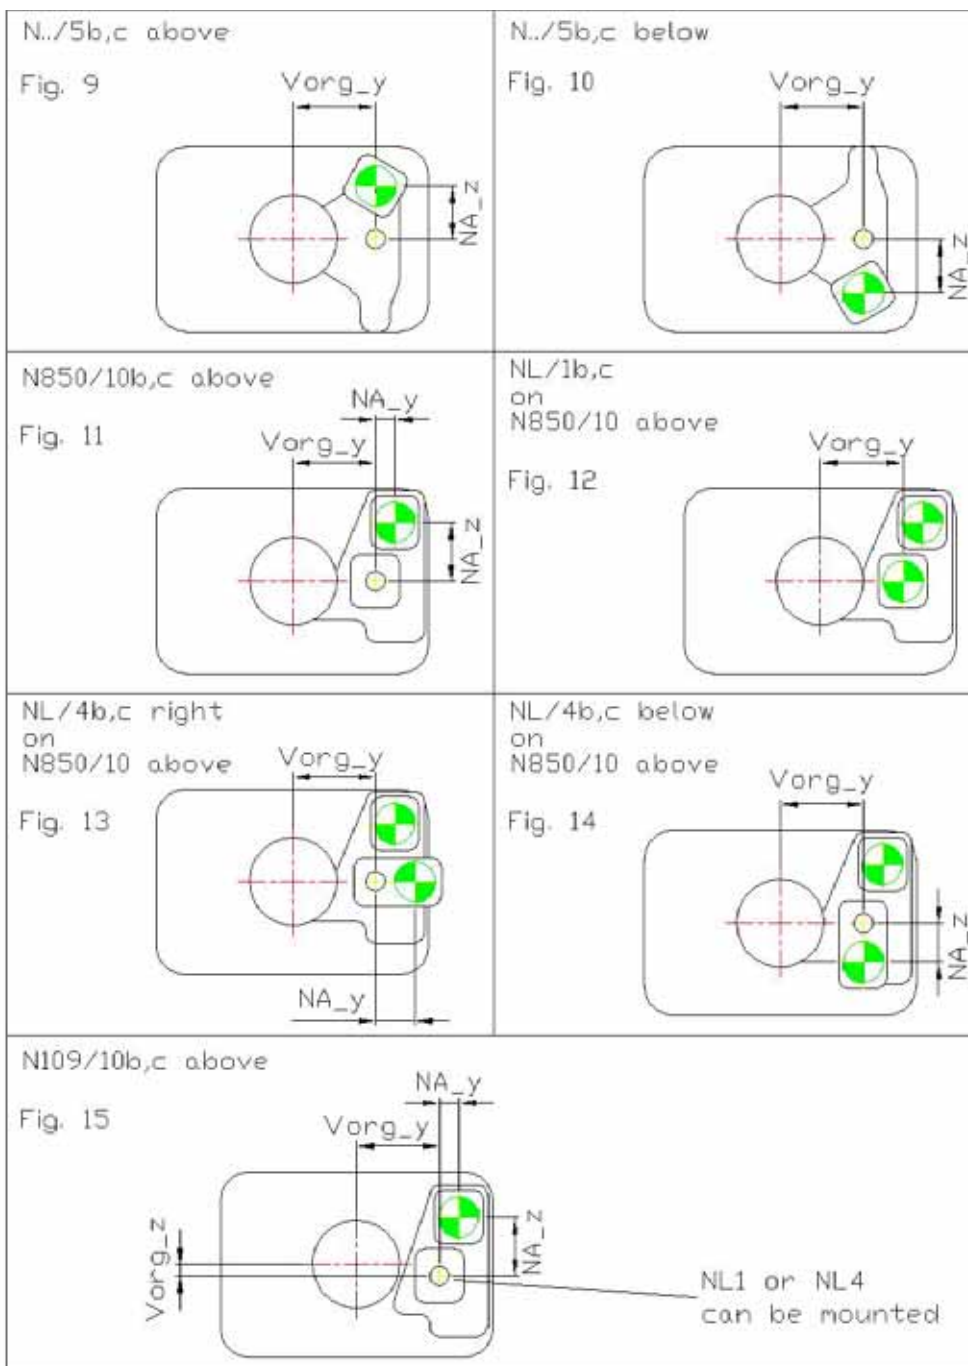 N../5b,c above
Fig. 9
Vorg_y
NA_z
N../5b,c below
Fig. 10
Vorg_y
NA_z
N850/10b,c above
Fig. 11
NA_y
Vorg_y
NA_z
NL/1b,c
on
N850/10 above
Fig. 12
Vorg_y
NL/4b,c right
on
N850/10 above
Fig. 13
Vorg_y
NA_y
NL/4b,c below
on
N850/10 above
Fig. 14
Vorg_y
NA_z
N109/10b,c above
Fig. 15
NA_y
Vorg_y
NA_z
Vorg_z
NL1 or NL4
can be mounted